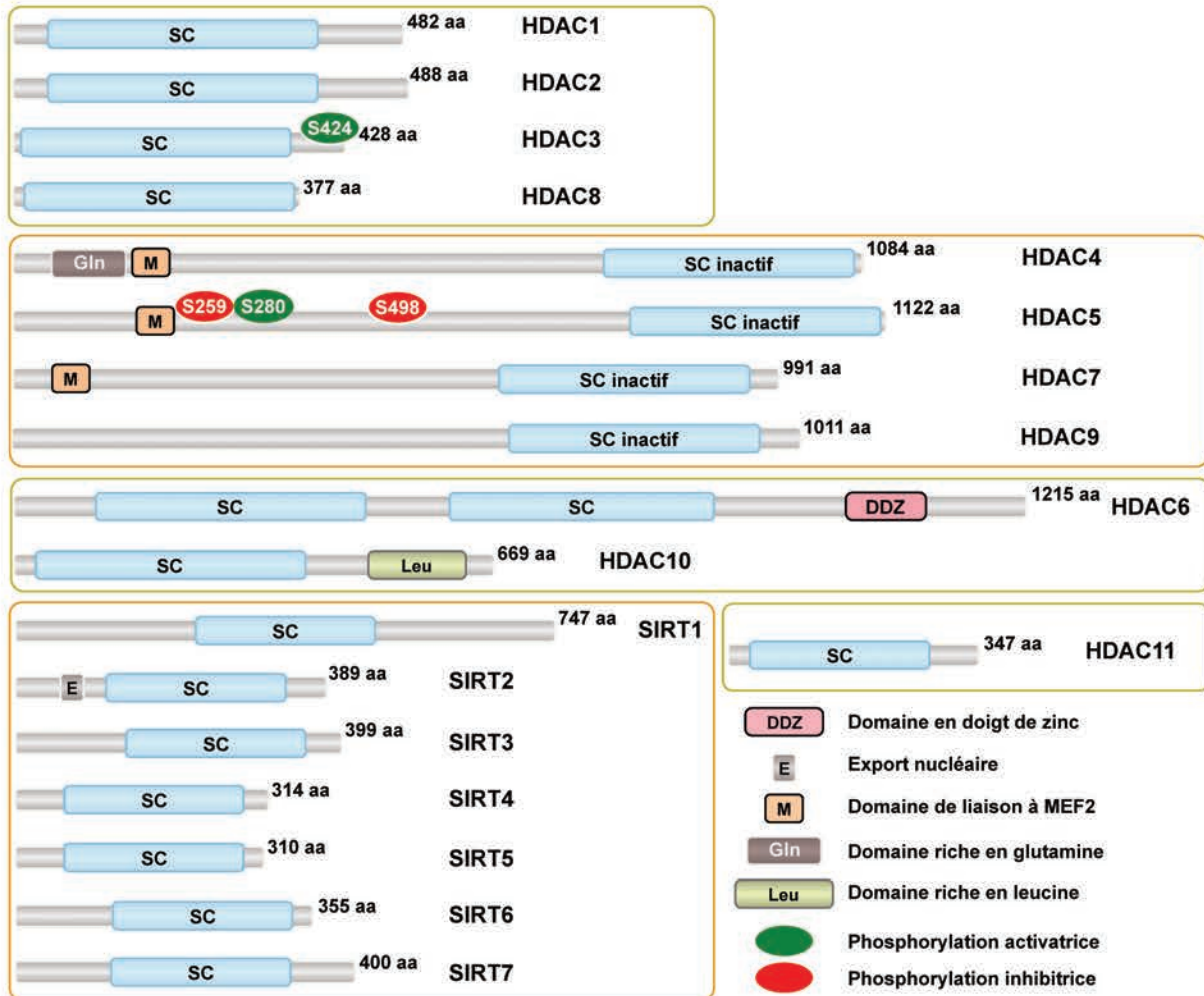 482 aa
SC
HDAC1
488 aa
SC
HDAC2
S424
428 aa
SC
HDAC3
377 aa
SC
HDAC8
Gln
M
SC inactif
1084 aa
HDAC4
M
S259
S280
S498
SC inactif
1122 aa
HDAC5
M
SC inactif
991 aa
HDAC7
SC inactif
1011 aa
HDAC9
SC
SC
DDZ
1215 aa
HDAC6
SC
Leu
669 aa
HDAC10
SC
747 aa
SIRT1
E
SC
389 aa
SIRT2
SC
399 aa
SIRT3
SC
314 aa
SIRT4
SC
310 aa
SIRT5
SC
355 aa
SIRT6
SC
400 aa
SIRT7
SC
347 aa
HDAC11
DDZ Domaine en doigt de zinc
E Export nucléaire
M Domaine de liaison à MEF2
Gln Domaine riche en glutamine
Leu Domaine riche en leucine
Phosphorylation activatrice
Phosphorylation inhibitrice